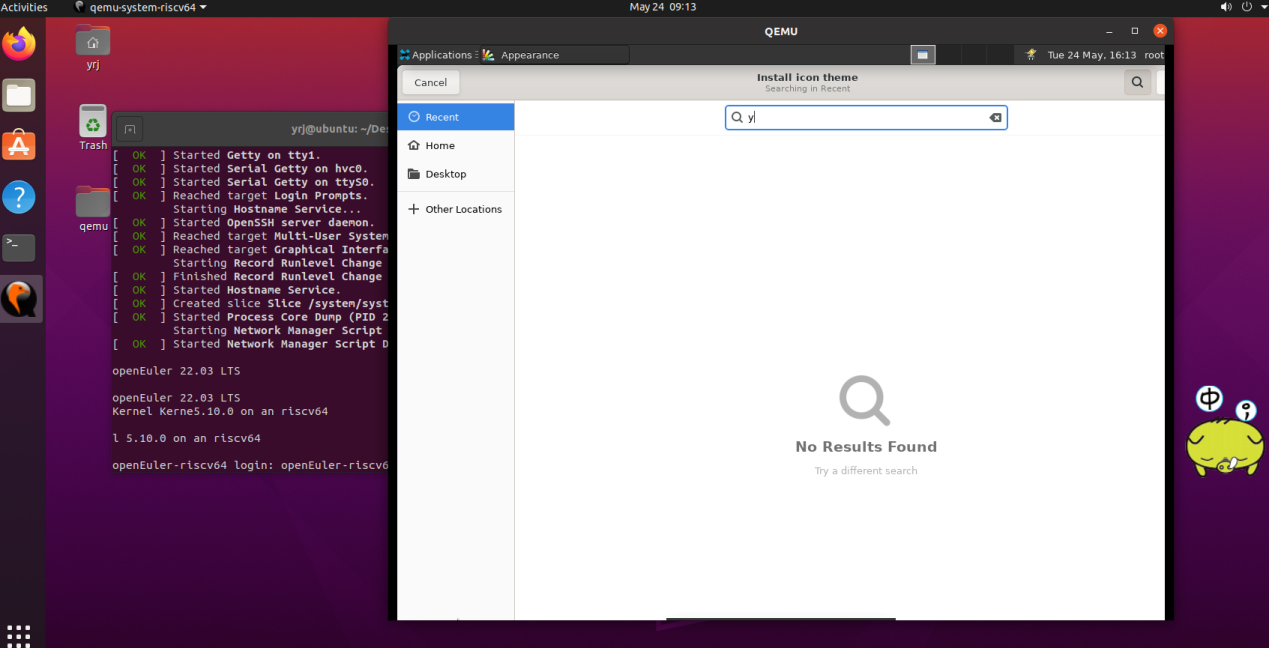 Activities
qemu-system-riscv64
May 24 09:13
yrj
Trash
qemu
yrj@ubuntu: ~/Des
[ OK ] Started Getty on tty1.
[ OK ] Started Serial Getty on hvc0.
[ OK ] Started Serial Getty on ttyS0.
[ OK ] Reached target Login Prompts.
Starting Hostname Service...
[ OK ] Started OpenSSH server daemon.
[ OK ] Reached target Multi-User System
[ OK ] Reached target Graphical Interfa
Starting Record Runlevel Change
[ OK ] Finished Record Runlevel Change
[ OK ] Started Hostname Service.
[ OK ] Created slice Slice /system/syst
[ OK ] Started Process Core Dump (PID 2
Starting Network Manager Script
[ OK ] Started Network Manager Script D
openEuler 22.03 LTS
openEuler 22.03 LTS
Kernel Kerne5.10.0 on an riscv64
l 5.10.0 on an riscv64
openEuler-riscv64 login: openEuler-riscv6
QEMU
Applications
Appearance
Tue 24 May, 16:13
root
Cancel
Install icon theme
Searching in Recent
Recent
Home
Desktop
Other Locations
y
No Results Found
Try a different search
中
;